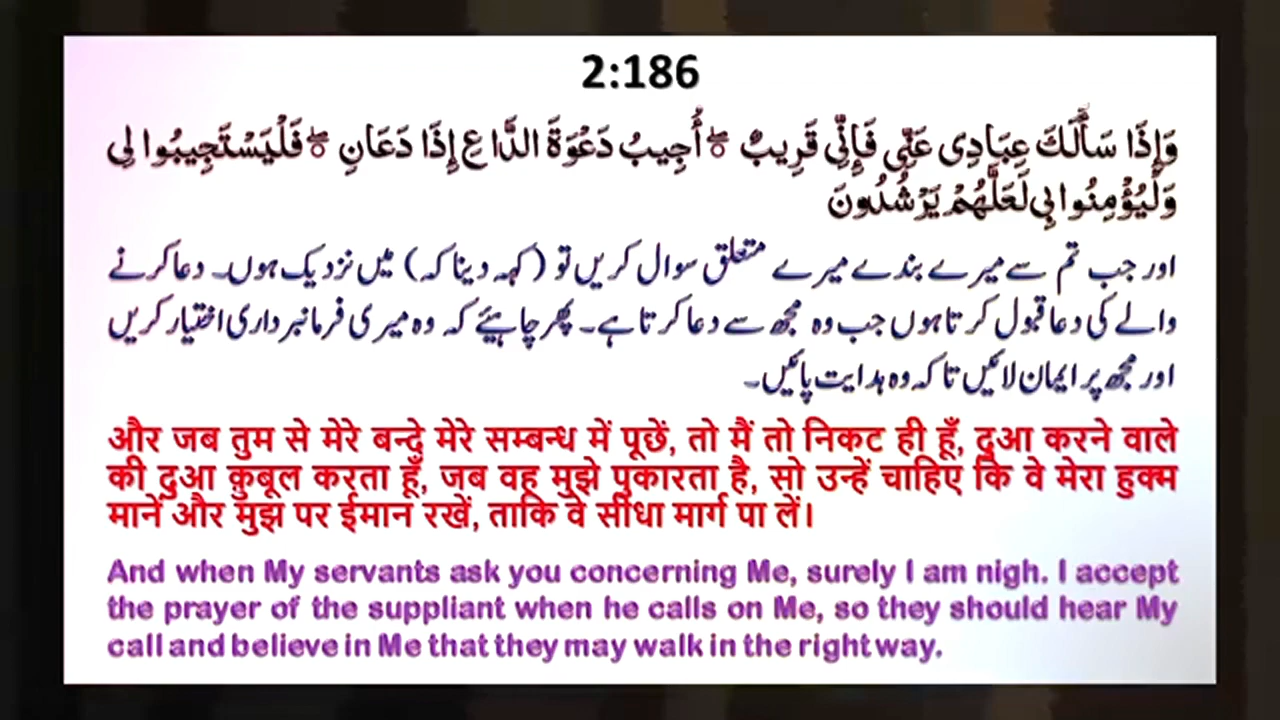 2:186
وَإِذَا سَأَلَكَ عِبَادِى عَنِّى فَإِنِّى قَرِيبٌ ۖ أُجِيبُ دَعْوَةَ الدَّاعِ إِذَا دَعَانِ ۖ فَلْيَسْتَجِيبُوا لِى
وَلْيُؤْمِنُوا بِى لَعَلَّهُمْ يَرْشُدُونَ
اور جب تم سے میرے بندے میرے متعلق سوال کریں تو (کہہ دینا کہ) میں نزدیک ہوں۔ دعا کرنے
والے کی دعا قبول کرتا ہوں جب وہ مجھ سے دعا کرتا ہے۔ پھر چاہیئے کہ وہ میری فرمانبرداری اختیار کریں
اور مجھ پر ایمان لائیں تاکہ وہ ہدایت پائیں۔
और जब तुम से मेरे बन्दे मेरे सम्बन्ध में पूछें, तो मैं तो निकट ही हूँ, दुआ करने वाले
की दुआ क़ुबूल करता हूँ, जब वह मुझे पुकारता है, सो उन्हें चाहिए कि वे मेरा हुक्म
मानें और मुझ पर ईमान रखें, ताकि वे सीधा मार्ग पा लें।
And when My servants ask you concerning Me, surely I am nigh. I accept
the prayer of the suppliant when he calls on Me, so they should hear My
call and believe in Me that they may walk in the right way.